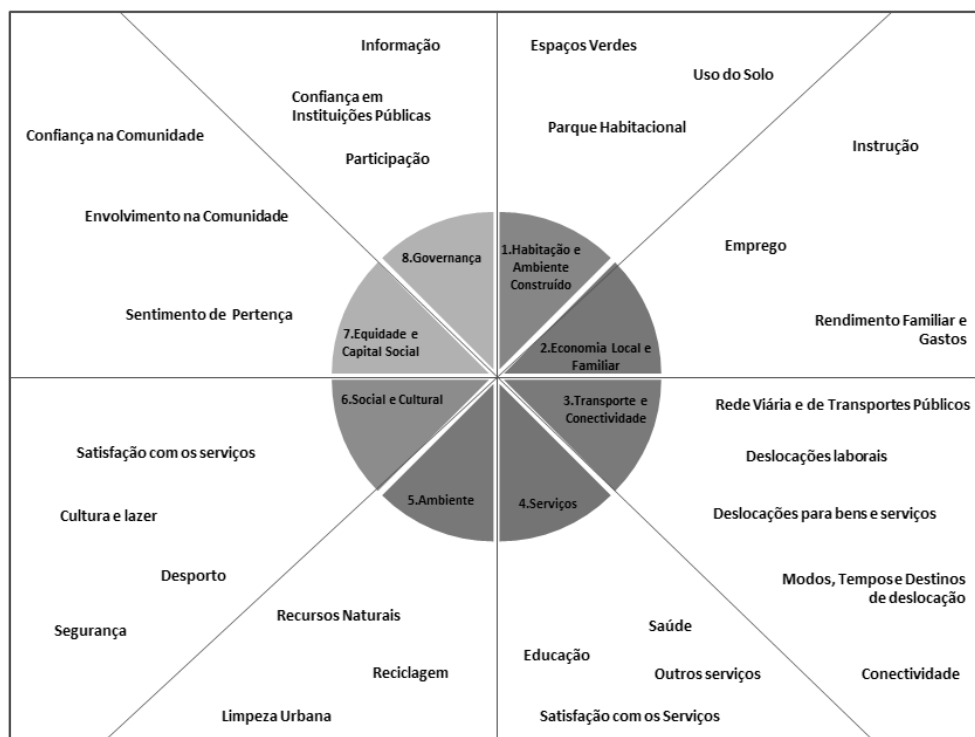 Informação
Confiança em
Instituições Públicas
Participação
Espaços Verdes
Uso do Solo
Parque Habitacional
Instrução
Emprego
Rendimento Familiar e
Gastos
Confiança na Comunidade
Envolvimento na Comunidade
Sentimento de Pertença
8.Governança
1.Habitação e
Ambiente
Construído
7.Equidade e
Capital Social
2.Economia Local e
Familiar
6.Social e Cultural
3.Transporte e
Conectividade
5.Ambiente
4.Serviços
Rede Viária e de Transportes Públicos
Deslocações laborais
Deslocações para bens e serviços
Modos, Tempos e Destinos
de deslocação
Conectividade
Satisfação com os serviços
Cultura e lazer
Desporto
Segurança
Recursos Naturais
Reciclagem
Limpeza Urbana
Saúde
Educação
Outros serviços
Satisfação com os Serviços